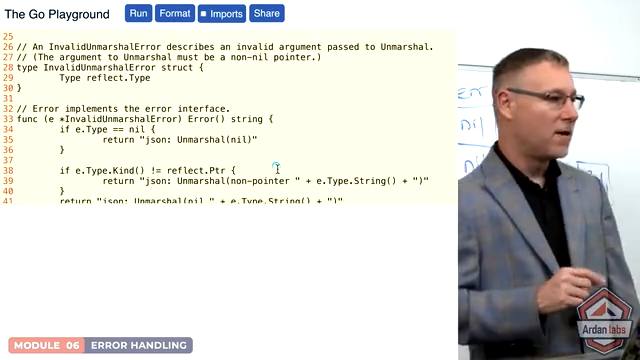 The Go Playground Run Format Imports Share
25
26 // An InvalidUnmarshalError describes an invalid argument passed to Unmarshal.
27 // (The argument to Unmarshal must be a non-nil pointer.)
28 type InvalidUnmarshalError struct {
29 Type reflect.Type
30 }
31
32 // Error implements the error interface.
33 func (e *InvalidUnmarshalError) Error() string {
34 if e.Type == nil {
35 return "json: Unmarshal(nil)"
36 }
37
38 if e.Type.Kind() != reflect.Ptr {
39 return "json: Unmarshal(non-pointer " + e.Type.String() + ")"
40 }
41 return "json: Unmarshal(nil " + e.Type.String() + ")"
MODULE 06 ERROR HANDLING
Ardan labs